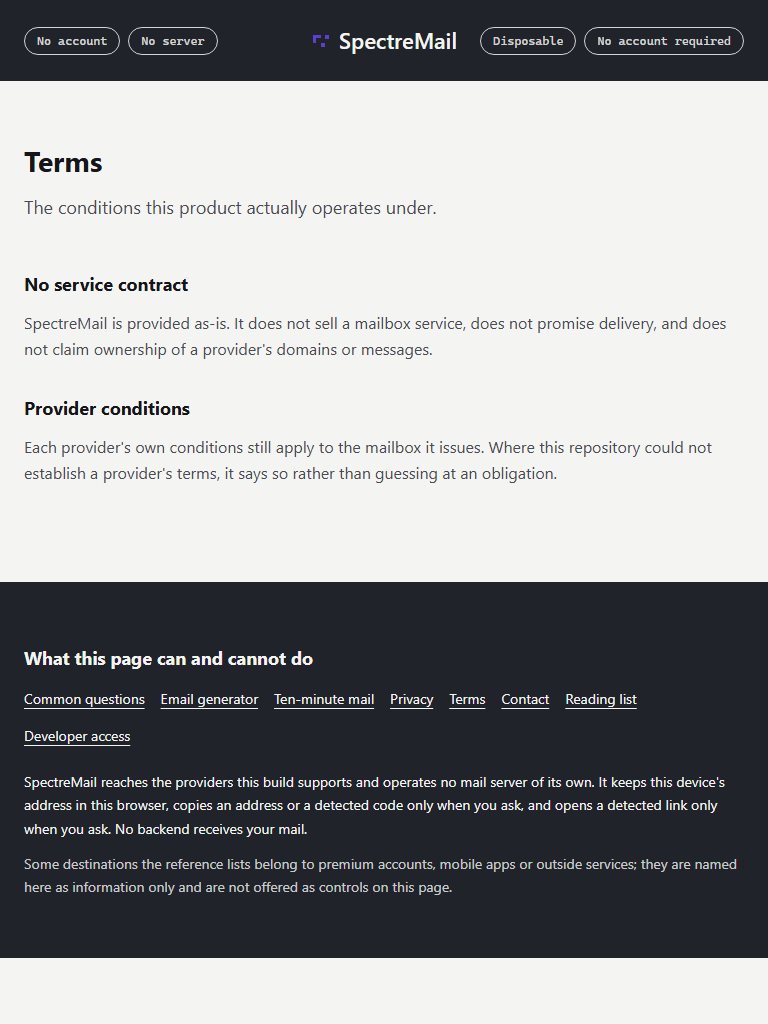 No account
No server
SpectreMail
Disposable
No account required
Terms
The conditions this product actually operates under.
No service contract
SpectreMail is provided as-is. It does not sell a mailbox service, does not promise delivery, and does
not claim ownership of a provider's domains or messages.
Provider conditions
Each provider's own conditions still apply to the mailbox it issues. Where this repository could not
establish a provider's terms, it says so rather than guessing at an obligation.
What this page can and cannot do
Common questions Email generator Ten-minute mail Privacy Terms Contact Reading list
Developer access
SpectreMail reaches the providers this build supports and operates no mail server of its own. It keeps this device's
address in this browser, copies an address or a detected code only when you ask, and opens a detected link only
when you ask. No backend receives your mail.
Some destinations the reference lists belong to premium accounts, mobile apps or outside services; they are named
here as information only and are not offered as controls on this page.